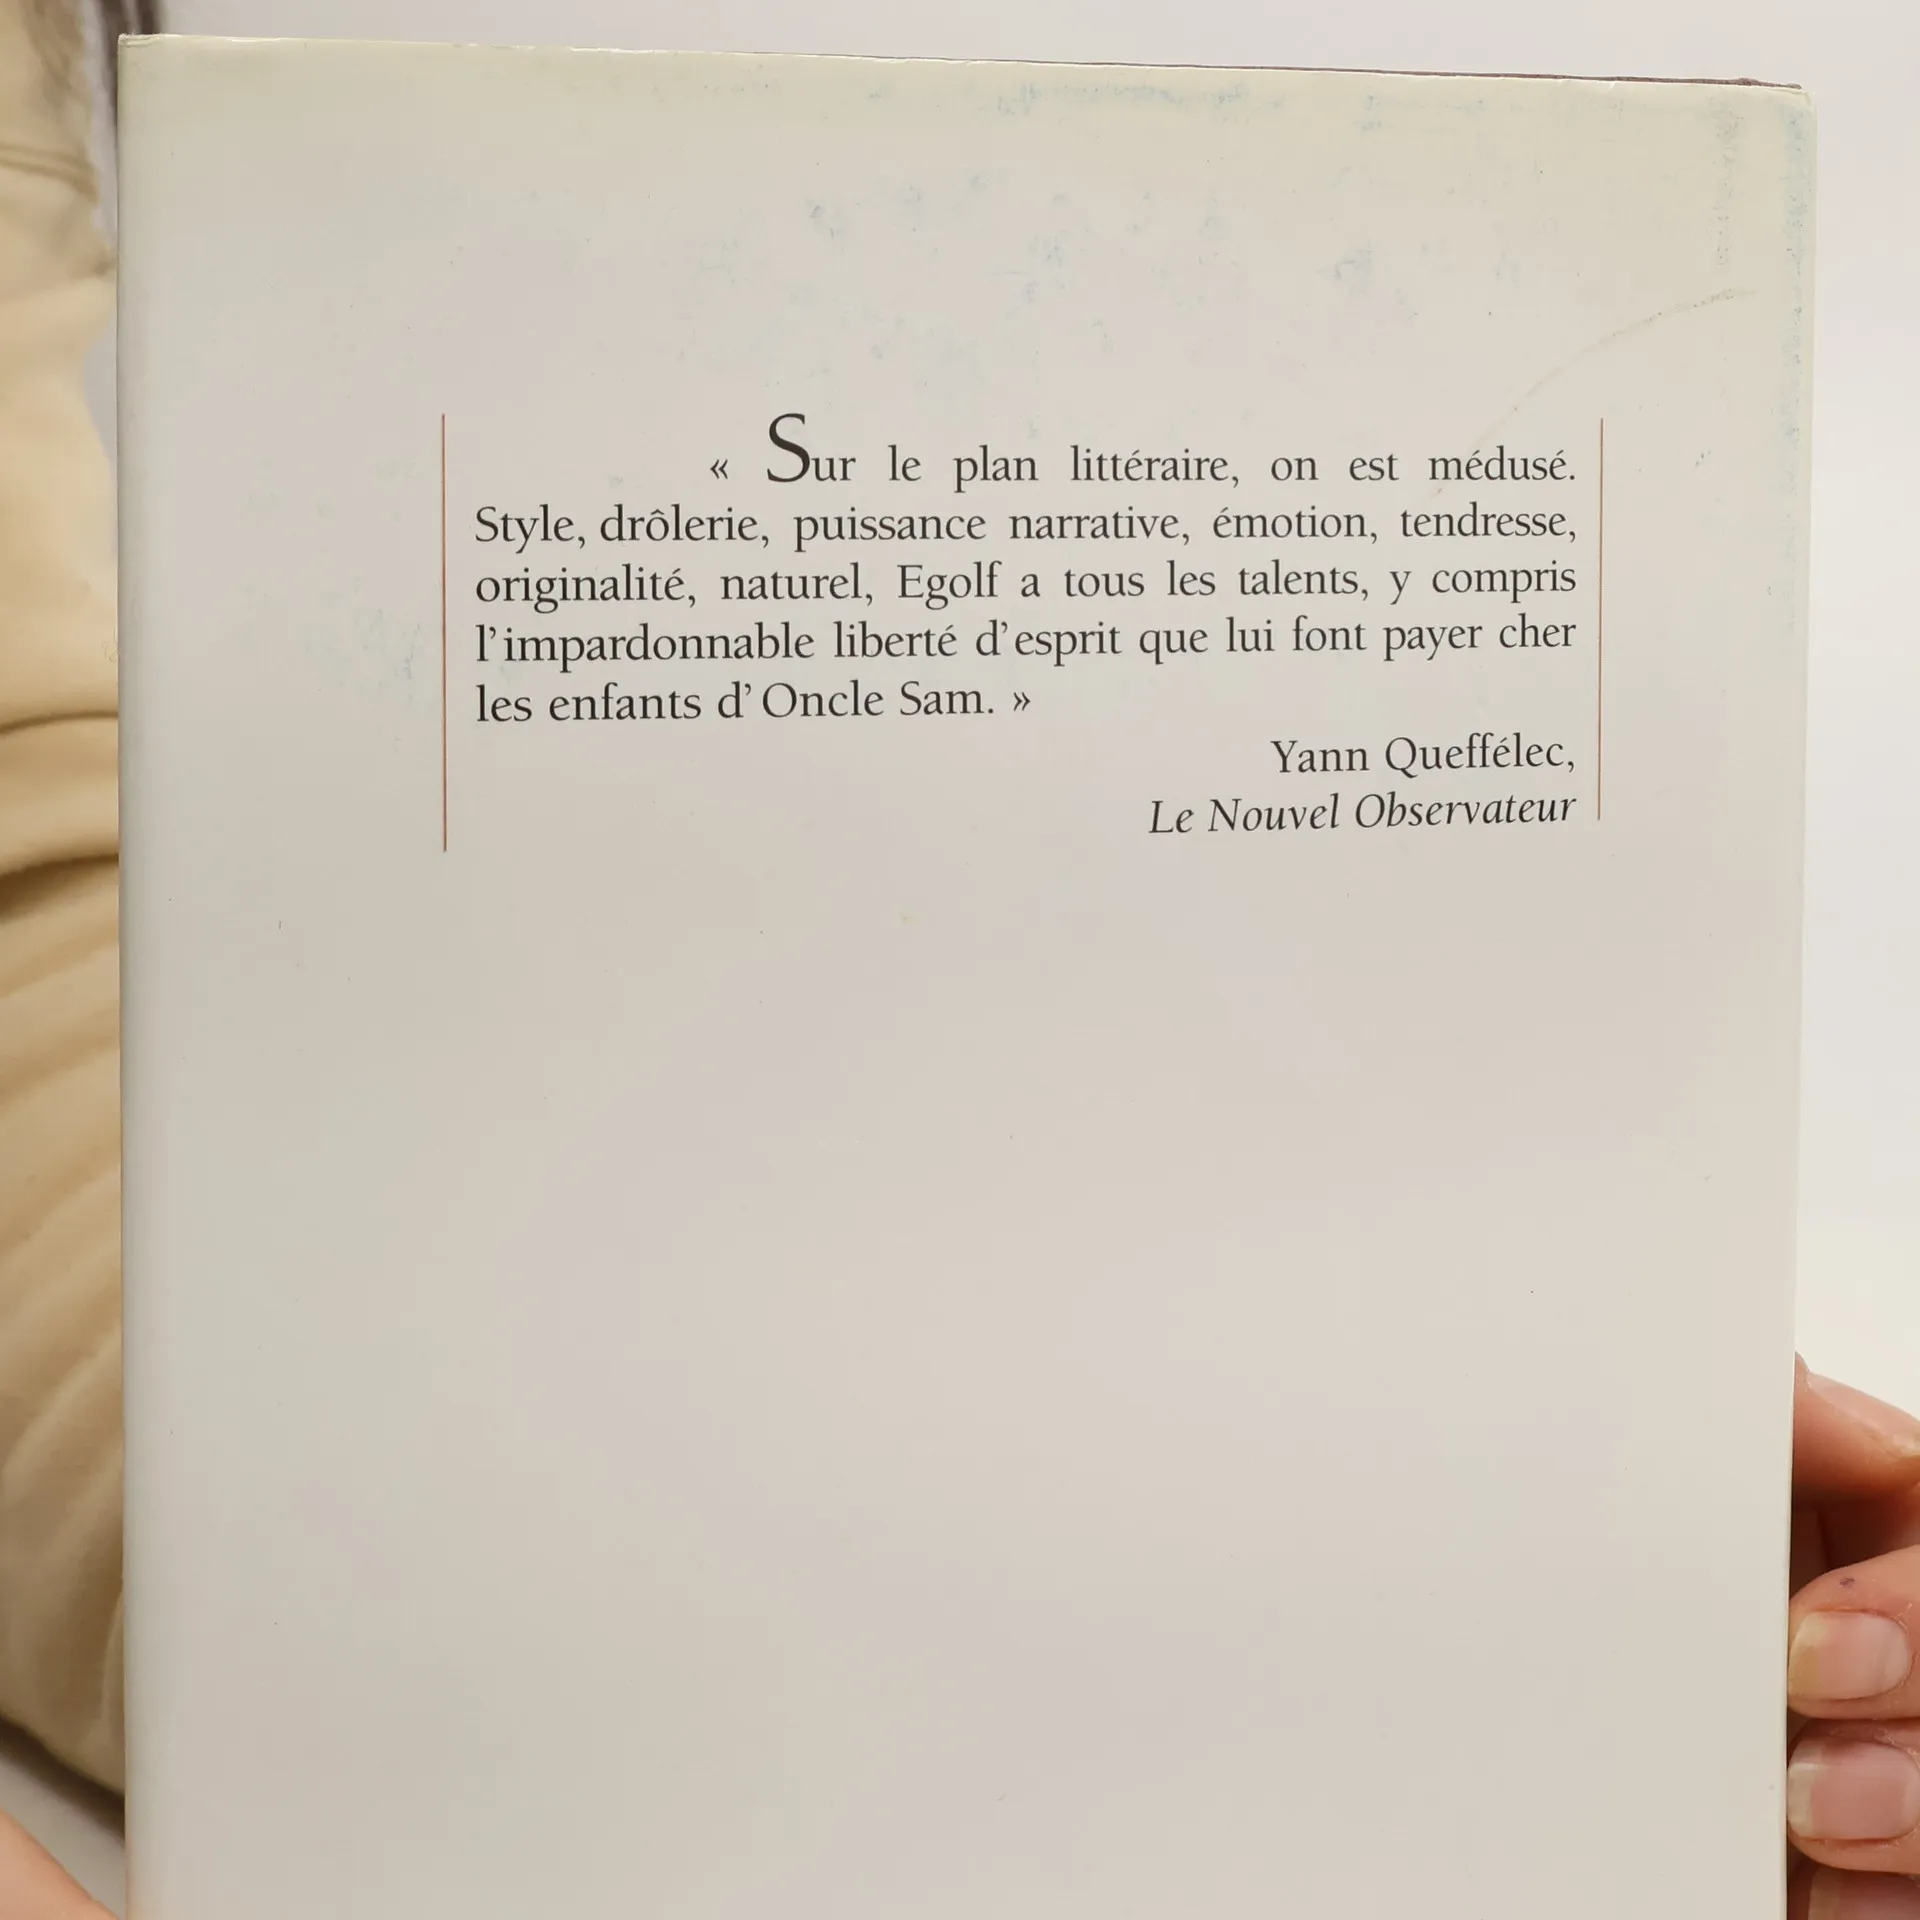 « Sur le plan littéraire, on est médusé.
Style, drôlerie, puissance narrative, émotion, tendresse,
originalité, naturel, Egolf a tous les talents, y compris
l'impardonnable liberté d'esprit que lui font payer cher
les enfants d'Oncle Sam. »
Yann Queffélec,
Le Nouvel Observateur